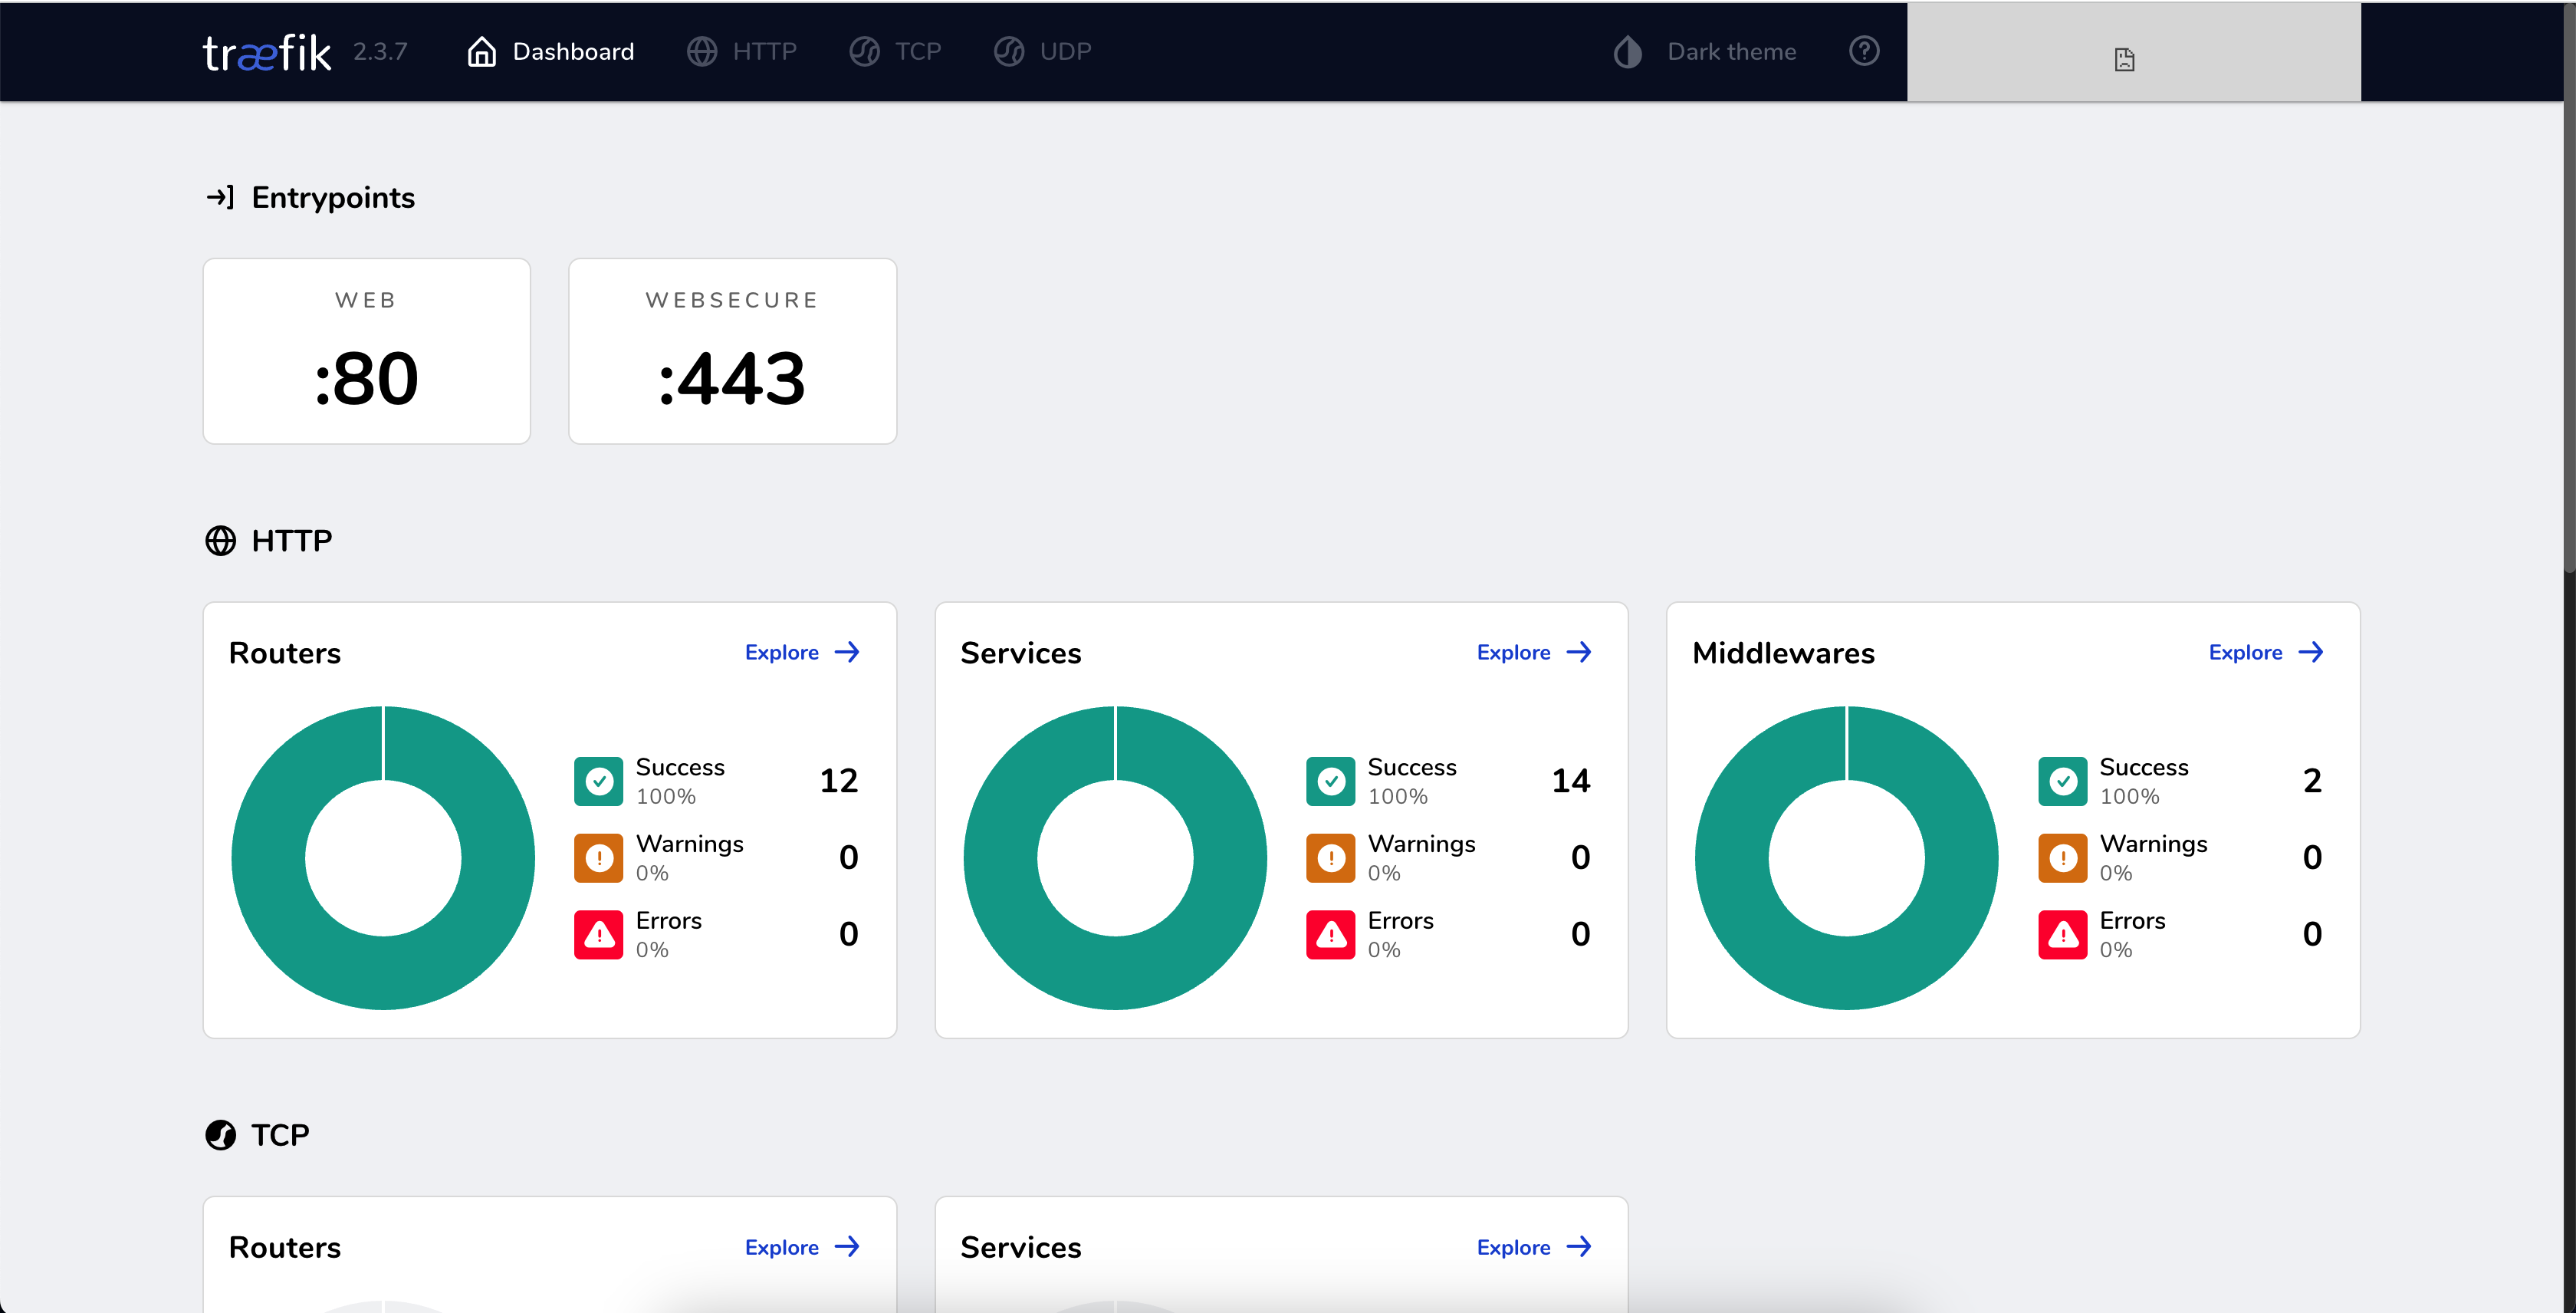 træfik 2.3.7 Dashboard HTTP TCP UDP Dark theme
Entrypoints
WEB
:80
WEBSECURE
:443
HTTP
Routers Explore
Success 12
100%
Warnings 0
0%
Errors 0
0%
Services Explore
Success 14
100%
Warnings 0
0%
Errors 0
0%
Middlewares Explore
Success 2
100%
Warnings 0
0%
Errors 0
0%
TCP
Routers Explore
Services Explore